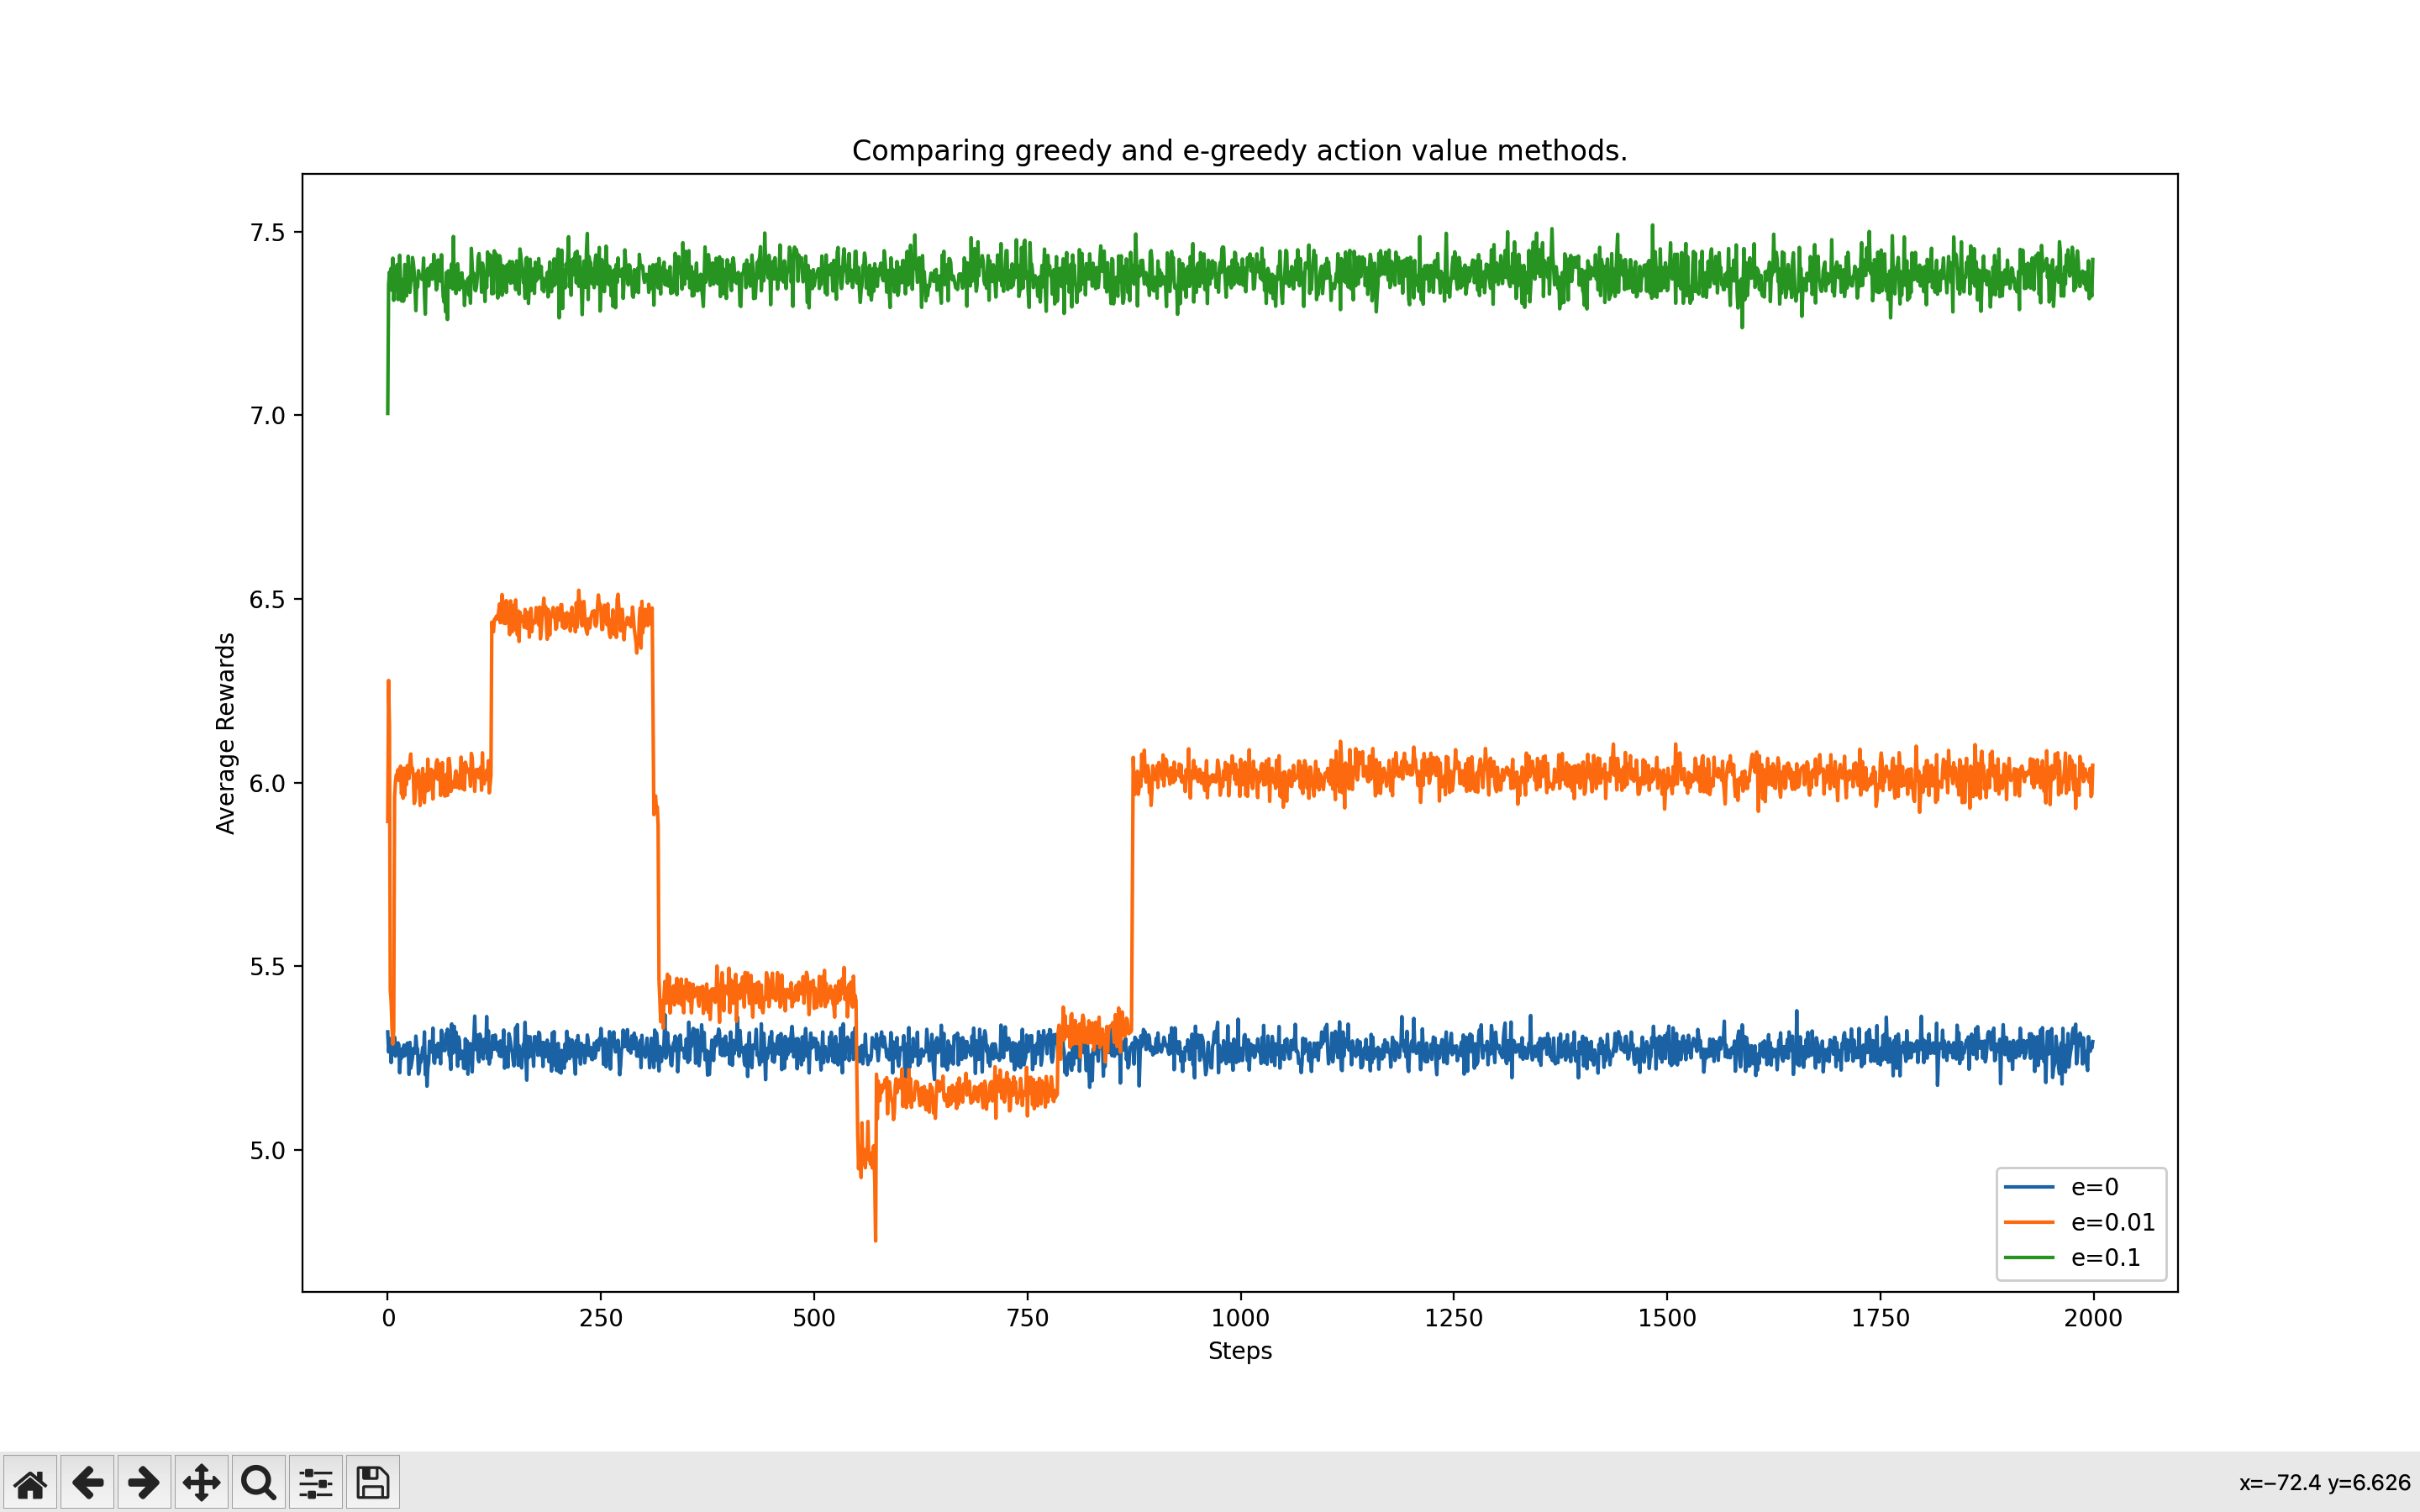 Comparing greedy and e-greedy action value methods.
7.5
7.0
6.5
6.0
5.5
5.0
Average Rewards
0 250 500 750 1000 1250 1500 1750 2000
Steps
e=0
e=0.01
e=0.1
x=−72.4 y=6.626